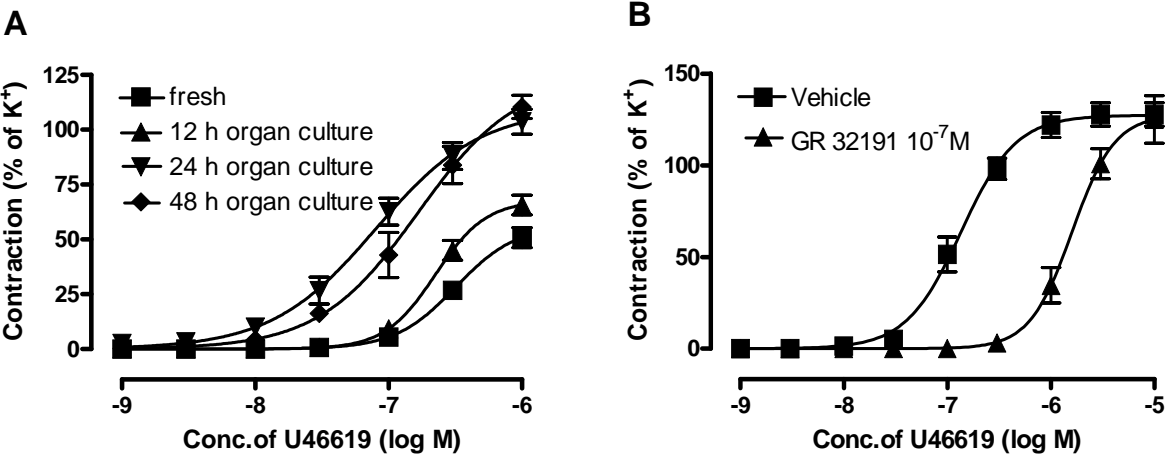 A
Contraction (% of K+)
125
100
75
50
25
0
fresh
12 h organ culture
24 h organ culture
48 h organ culture
-9 -8 -7 -6
Conc.of U46619 (log M)
B
Contraction (% of K+)
150
100
50
0
Vehicle
GR 32191 10-7M
-9 -8 -7 -6 -5
Conc.of U46619 (log M)